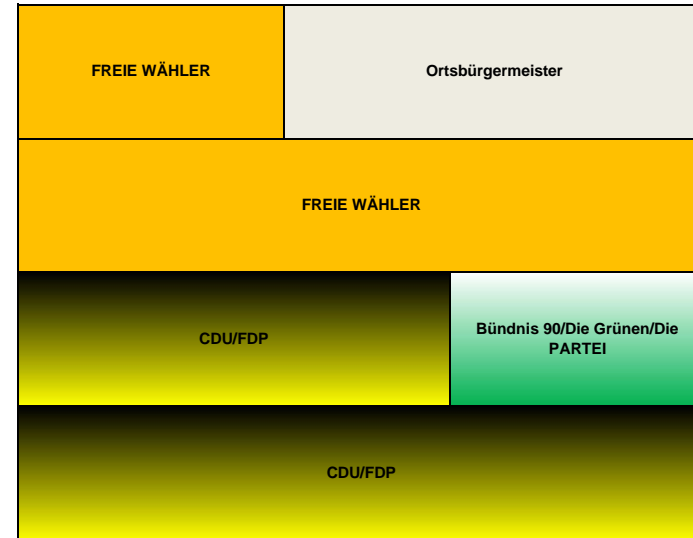 FREIE WÄHLER
Ortsbürgermeister
FREIE WÄHLER
CDU/FDP
Bündnis 90/Die Grünen/Die
PARTEI
CDU/FDP